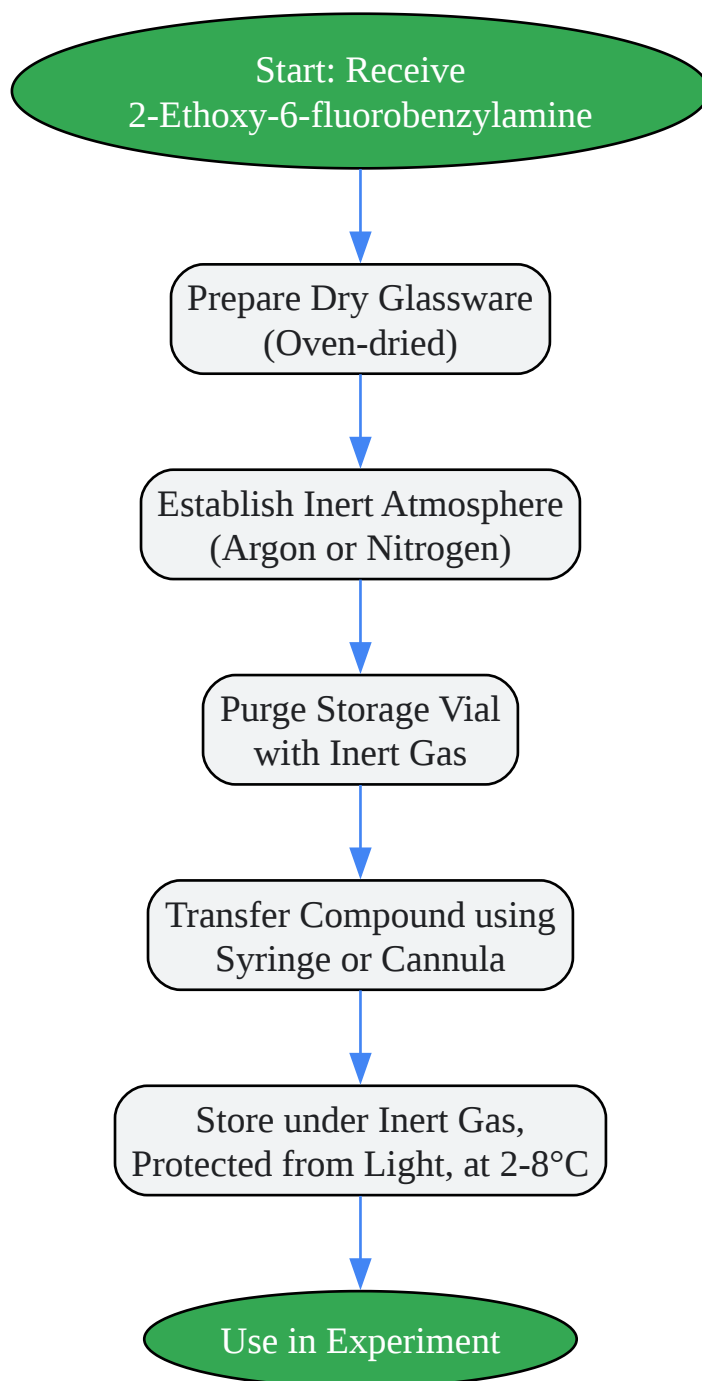 Start: Receive
2-Ethoxy-6-fluorobenzylamine
Prepare Dry Glassware
(Oven-dried)
Establish Inert Atmosphere
(Argon or Nitrogen)
Purge Storage Vial
with Inert Gas
Transfer Compound using
Syringe or Cannula
Store under Inert Gas,
Protected from Light, at 2-8°C
Use in Experiment